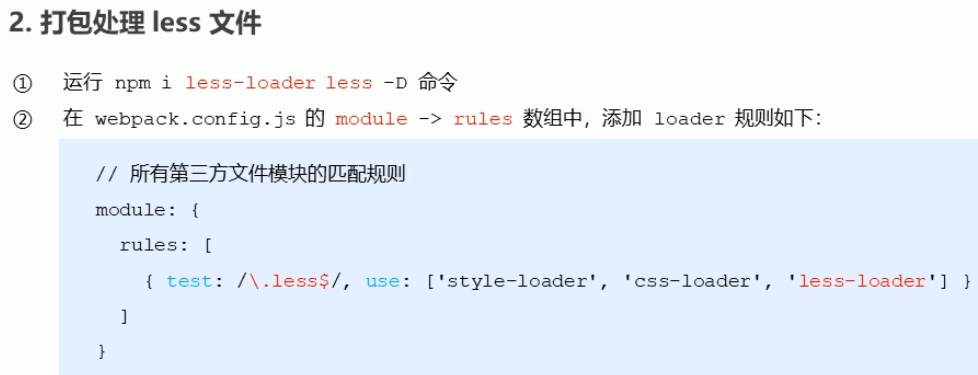 2. 打包处理 less 文件
① 运行 npm i less-loader less -D 命令
② 在 webpack.config.js 的 module -> rules 数组中，添加 loader 规则如下：
// 所有第三方文件模块的匹配规则
module: {
rules: [
{ test: /\.less$/, use: ['style-loader', 'css-loader', 'less-loader'] }
]
}